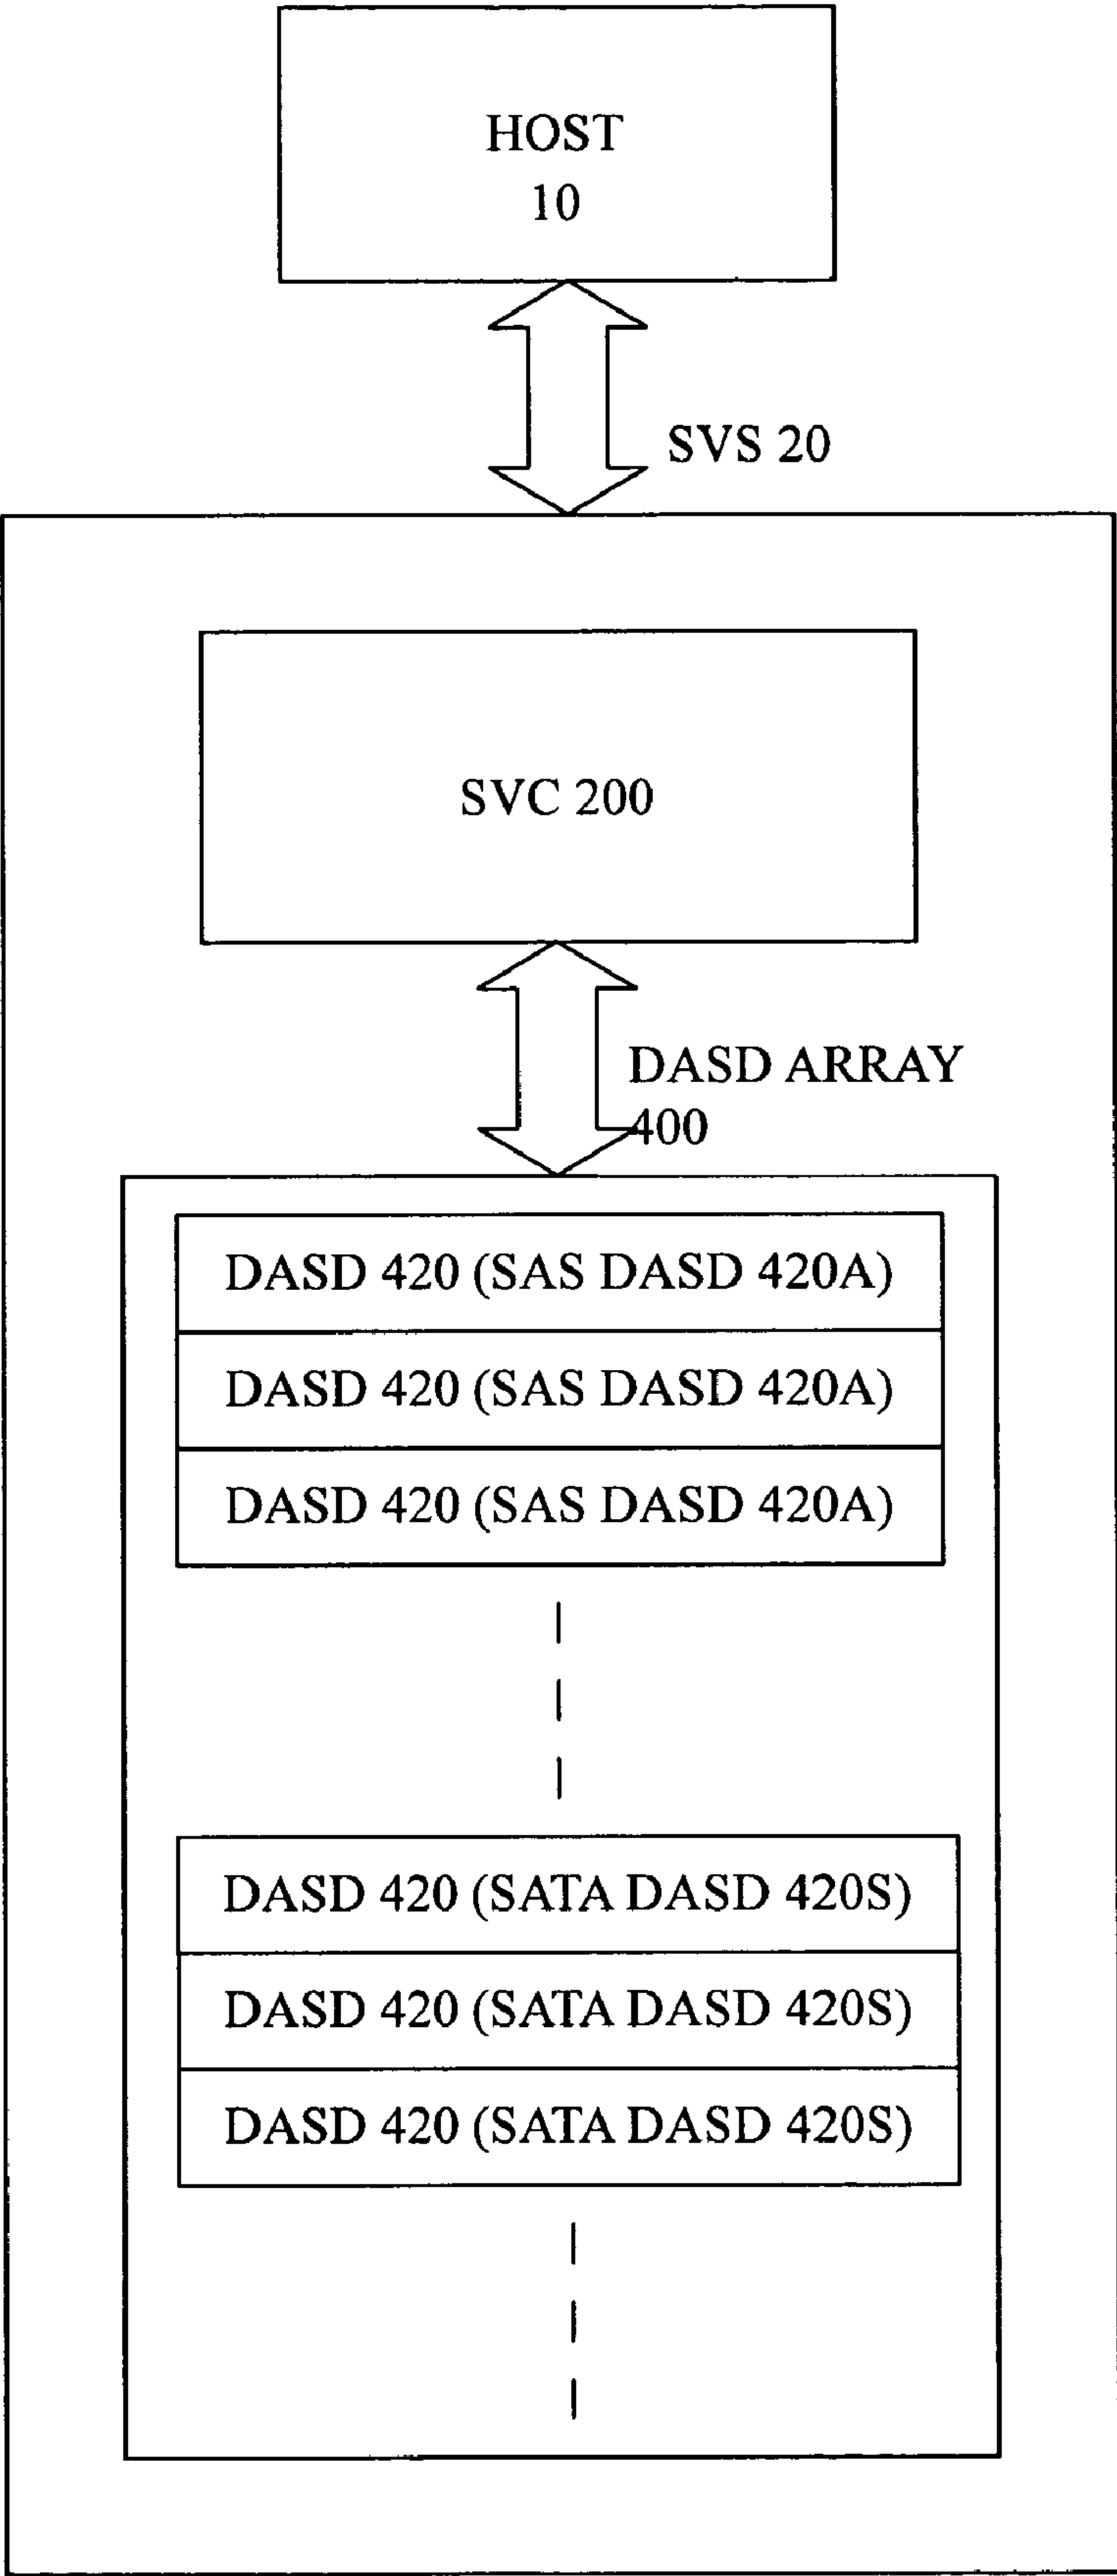 HOST
10
SVS 20
SVC 200
DASD ARRAY
400
DASD 420 (SAS DASD 420A)
DASD 420 (SAS DASD 420A)
DASD 420 (SAS DASD 420A)
DASD 420 (SATA DASD 420S)
DASD 420 (SATA DASD 420S)
DASD 420 (SATA DASD 420S)